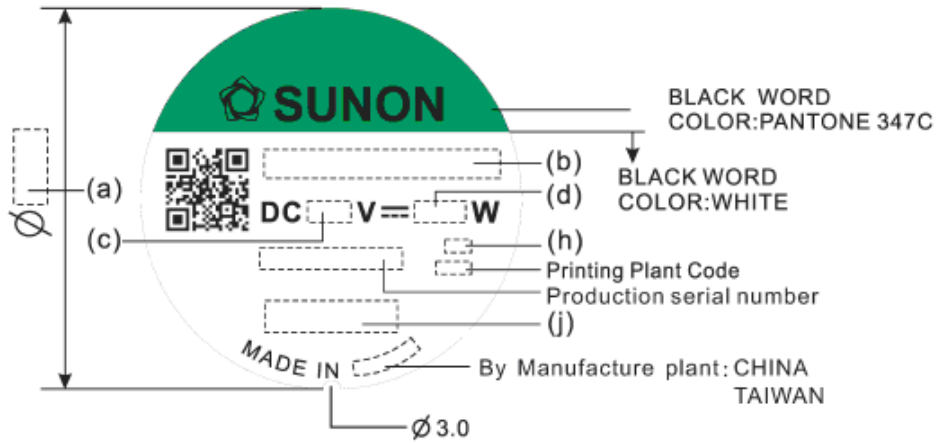 SUNON
BLACK WORD
COLOR:PANTONE 347C
(a)
(b)
BLACK WORD
COLOR:WHITE
(d)
DC V W
(c)
(h)
Printing Plant Code
Production serial number
(j)
MADE IN
By Manufacture plant: CHINA
TAIWAN
Ø
Ø 3.0